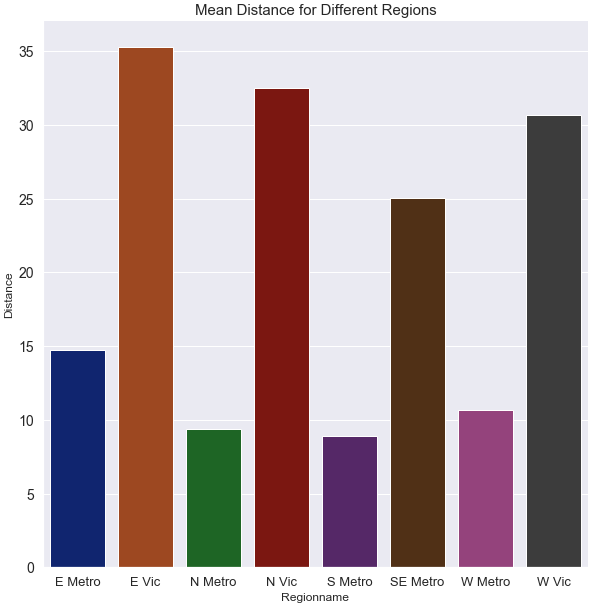 Mean Distance for Different Regions
Distance
35
30
25
20
15
10
5
0
E Metro E Vic N Metro N Vic S Metro SE Metro W Metro W Vic
Regionname